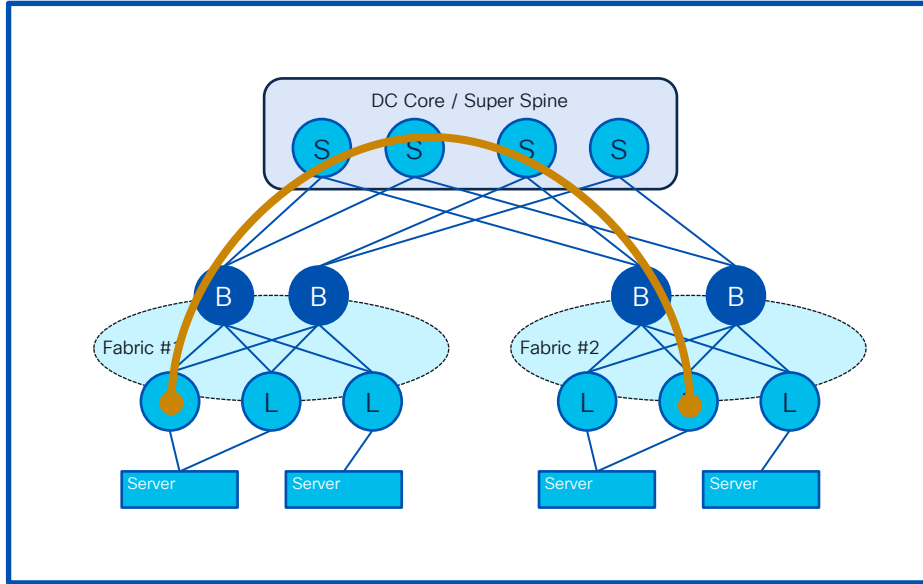 DC Core / Super Spine
S S S S
B B B B
Fabric #1 Fabric #2
L L L L
Server Server Server Server